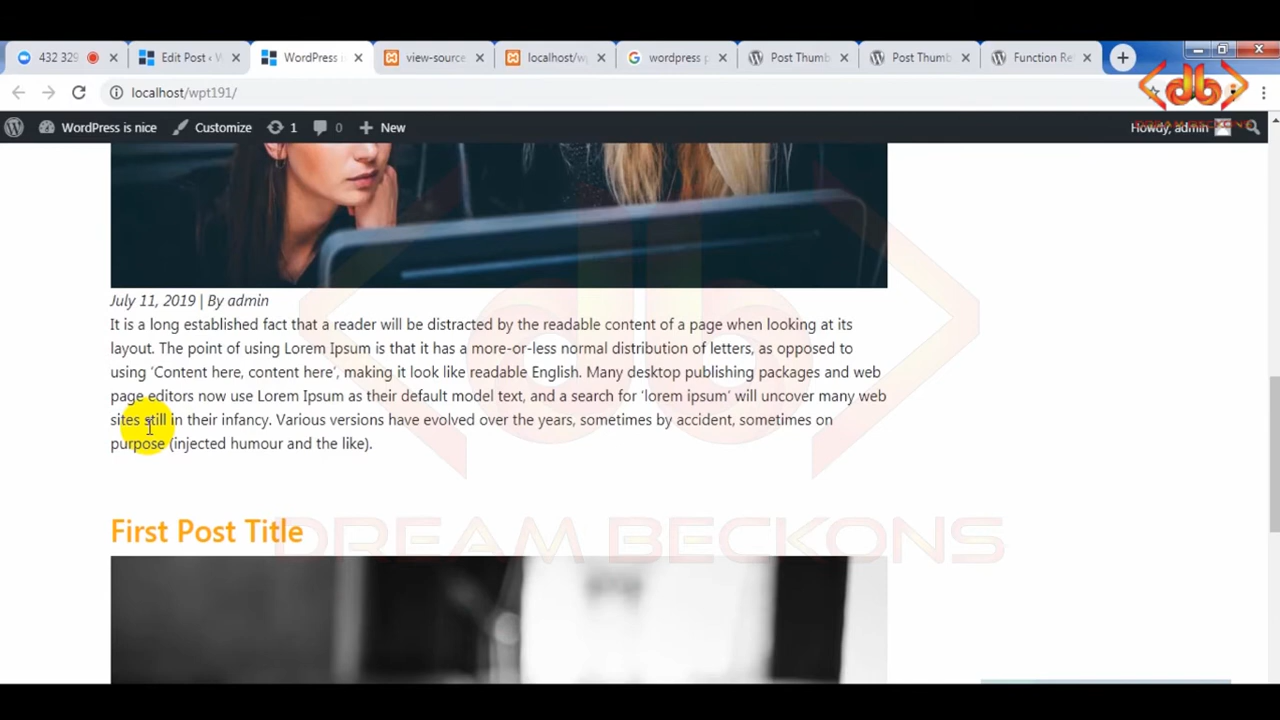 432 329
Edit Post ‹ W
WordPress is
view-source
localhost/w
wordpress p
Post Thumb
Post Thumb
Function Re
localhost/wpt191/
db
DREAM BECKONS
WordPress is nice
Customize
1
0
New
Howdy, admin
July 11, 2019 | By admin
It is a long established fact that a reader will be distracted by the readable content of a page when looking at its
layout. The point of using Lorem Ipsum is that it has a more-or-less normal distribution of letters, as opposed to
using ‘Content here, content here’, making it look like readable English. Many desktop publishing packages and web
page editors now use Lorem Ipsum as their default model text, and a search for ‘lorem ipsum’ will uncover many web
sites still in their infancy. Various versions have evolved over the years, sometimes by accident, sometimes on
purpose (injected humour and the like).
First Post Title
db
DREAM BECKONS